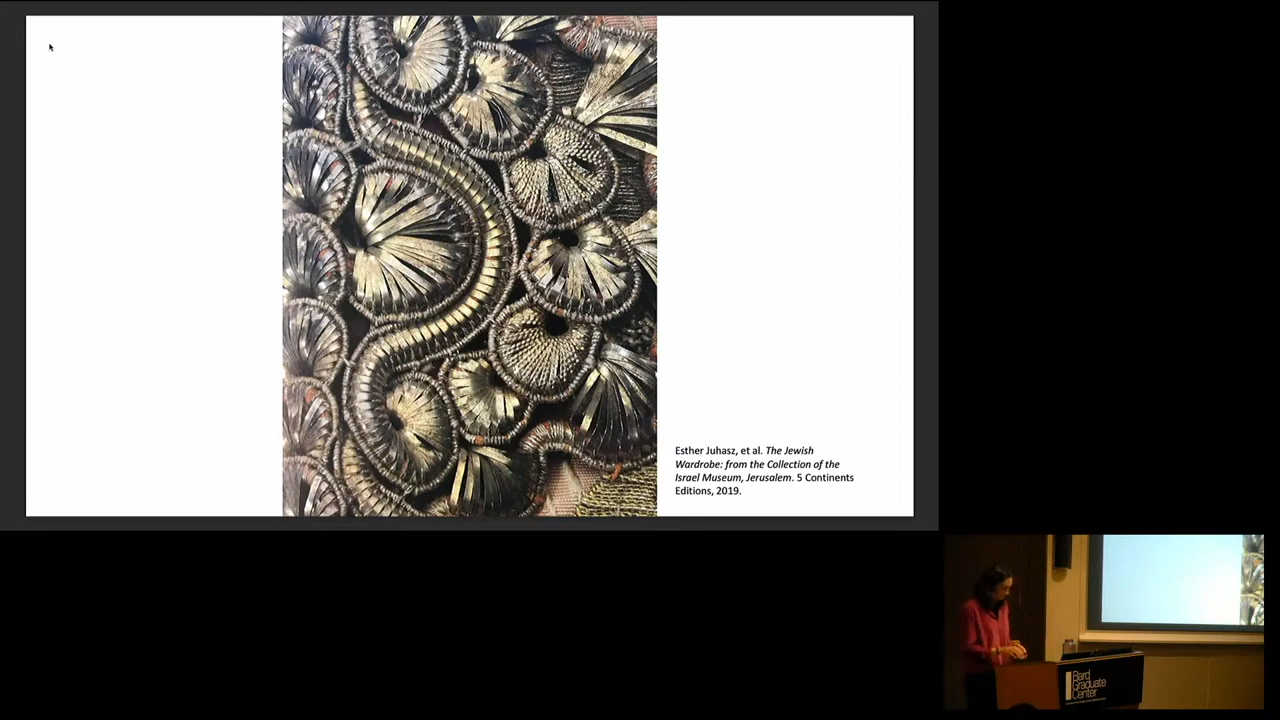 Esther Juhasz, et al. The Jewish
Wardrobe: from the Collection of the
Israel Museum, Jerusalem. 5 Continents
Editions, 2019.
Bard
Graduate
Center